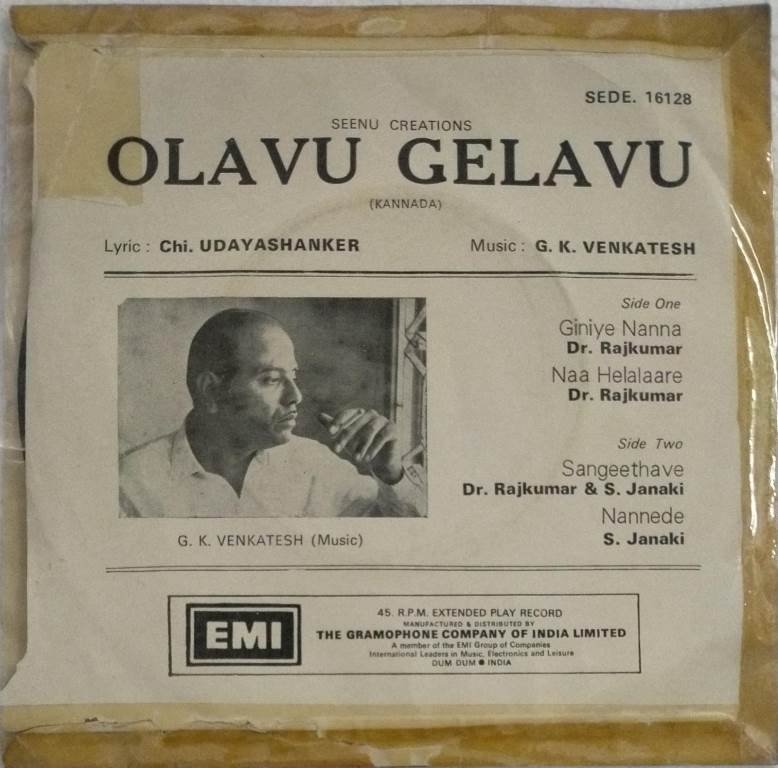 SEDE. 16128
SEENU CREATIONS
OLAVU GELAVU
(KANNADA)
Lyric : Chi. UDAYASHANKER Music : G. K. VENKATESH
Side One
Giniye Nanna
Dr. Rajkumar
Naa Helalaare
Dr. Rajkumar
Side Two
Sangeethave
Dr. Rajkumar & S. Janaki
Nannede
S. Janaki
G. K. VENKATESH (Music)
EMI
45. R.P.M. EXTENDED PLAY RECORD
MANUFACTURED & DISTRIBUTED BY
THE GRAMOPHONE COMPANY OF INDIA LIMITED
A member of the EMI Group of Companies
International Leaders in Music, Electronics and Leisure
DUM DUM ● INDIA